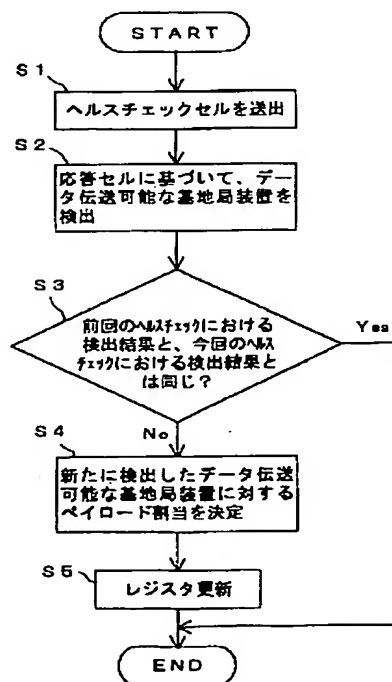 START
S1
ヘルスチェックセルを送出
S2
応答セルに基づいて、デー
タ伝送可能な基地局装置を
検出
S3
前回のヘルスチェックにおける
検出結果と、今回のヘルス
チェックにおける検出結果と
は同じ?
Yes
No
S4
新たに検出したデータ伝送
可能な基地局装置に対する
ペイロード割当を決定
S5
レジスタ更新
END